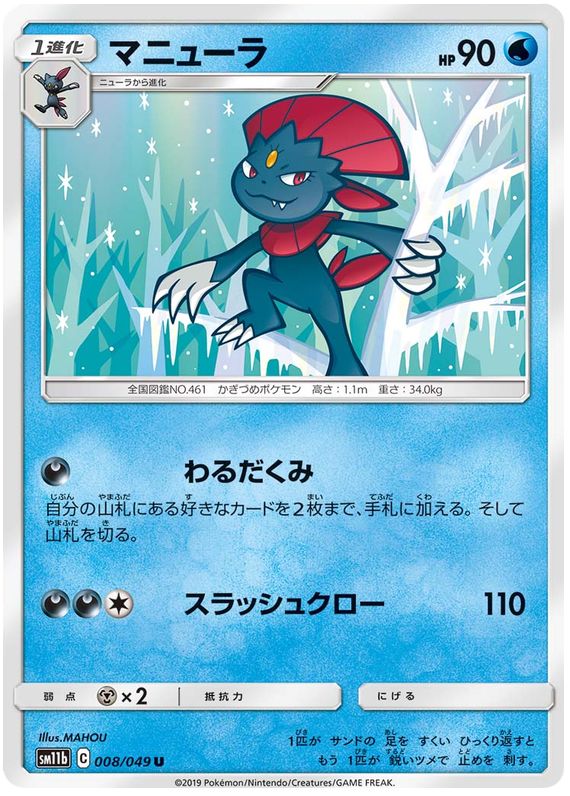 1進化
マニューラ
HP90
ニューラから進化
全国図鑑NO.461 かぎづめポケモン 高さ：1.1m 重さ：34.0kg
わるだくみ
自分の山札にある好きなカードを2枚まで、手札に加える。そして
山札を切る。
スラッシュクロー 110
弱点 ×2 抵抗力 にげる
Illus.MAHOU
sm11b C 008/049 U
1匹が サンドの 足を すくい ひっくり返すと
もう 1匹が 鋭いツメで 止めを 刺す。
©2019 Pokémon/Nintendo/Creatures/GAME FREAK.